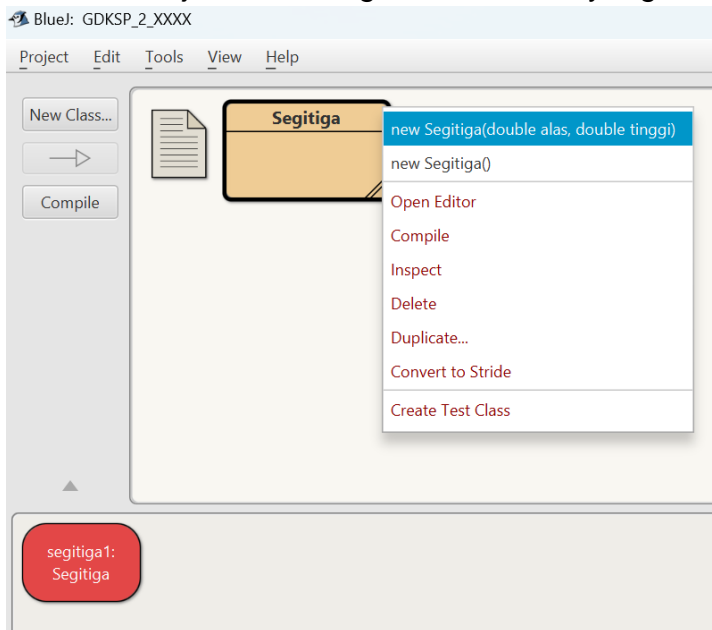 BlueJ: GDKSP_2_XXXX
Project Edit Tools View Help
New Class...
Compile
Segitiga
new Segitiga(double alas, double tinggi)
new Segitiga()
Open Editor
Compile
Inspect
Delete
Duplicate...
Convert to Stride
Create Test Class
segitiga1:
Segitiga